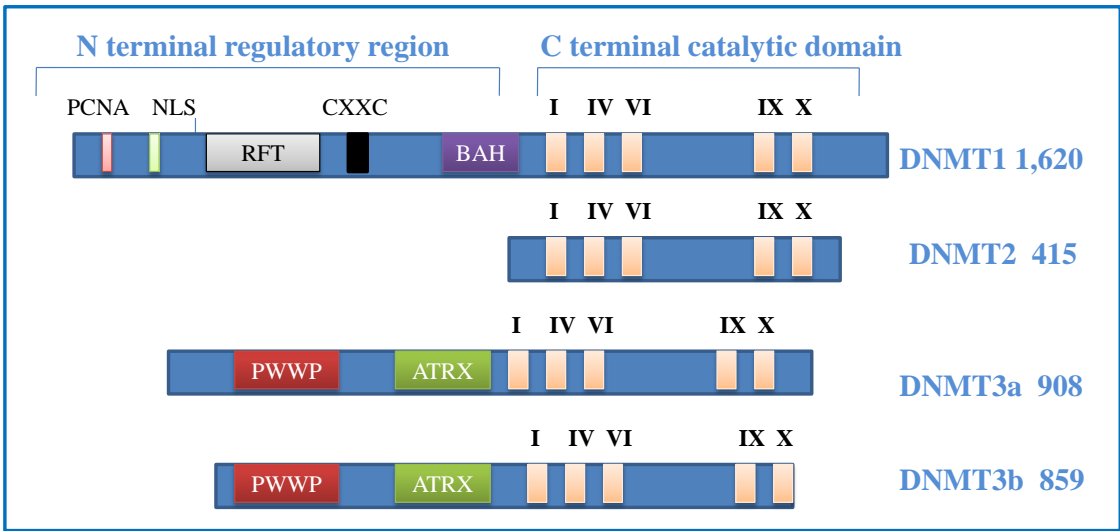 N terminal regulatory region C terminal catalytic domain
PCNA NLS CXXC I IV VI IX X
RFT BAH DNMT1 1,620
I IV VI IX X
DNMT2 415
I IV VI IX X
PWWP ATRX DNMT3a 908
I IV VI IX X
PWWP ATRX DNMT3b 859